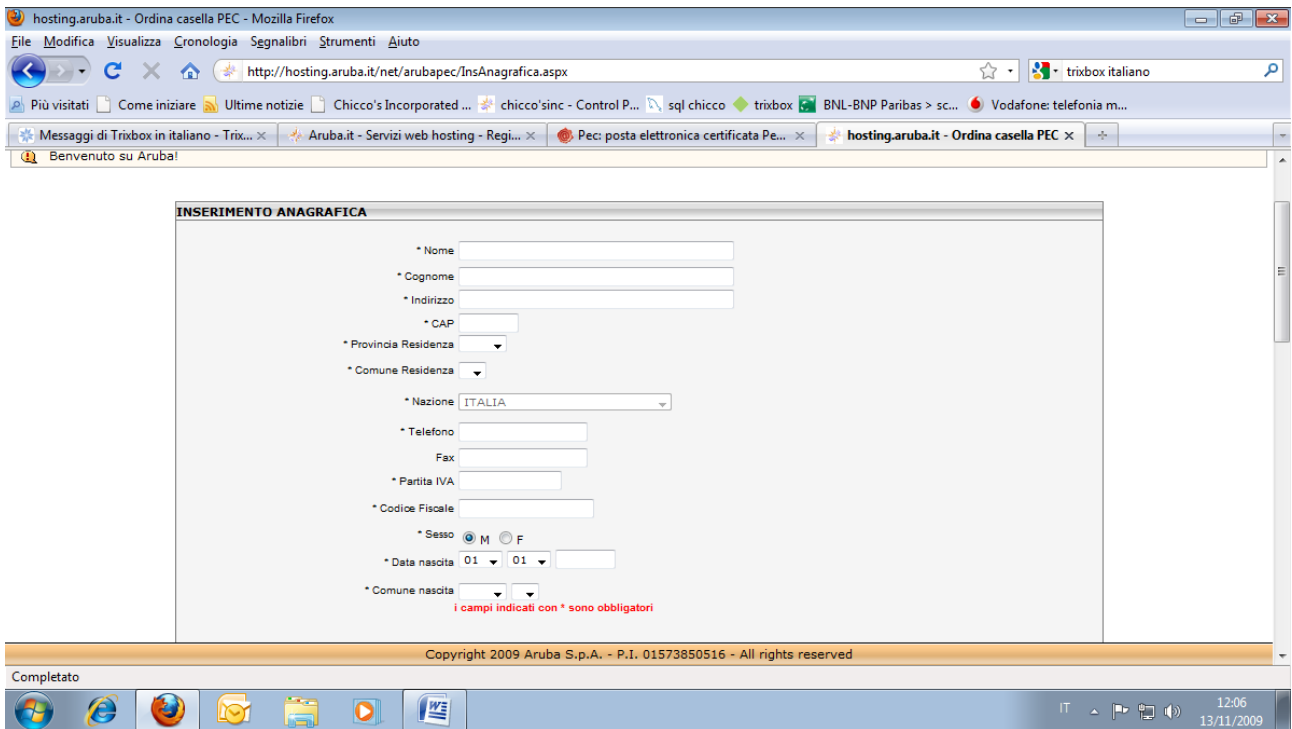 hosting.aruba.it - Ordina casella PEC - Mozilla Firefox
File Modifica Visualizza Cronologia Segnalibri Strumenti Aiuto
http://hosting.aruba.it/net/arubapec/InsAnagrafica.aspx trixbox italiano
Più visitati Come iniziare Ultime notizie Chicco's Incorporated ... chicco'sinc - Control P... sql chicco trixbox BNL-BNP Paribas > sc... Vodafone: telefonia m...
Messaggi di Trixbox in italiano - Trix... Aruba.it - Servizi web hosting - Regi... Pec: posta elettronica certificata Pe... hosting.aruba.it - Ordina casella PEC
Benvenuto su Aruba!
INSERIMENTO ANAGRAFICA
* Nome
* Cognome
* Indirizzo
* CAP
* Provincia Residenza
* Comune Residenza
* Nazione ITALIA
* Telefono
Fax
* Partita IVA
* Codice Fiscale
* Sesso M F
* Data nascita 01 01
* Comune nascita
i campi indicati con * sono obbligatori
Copyright 2009 Aruba S.p.A. - P.I. 01573850516 - All rights reserved
Completato
IT 12:06
13/11/2009